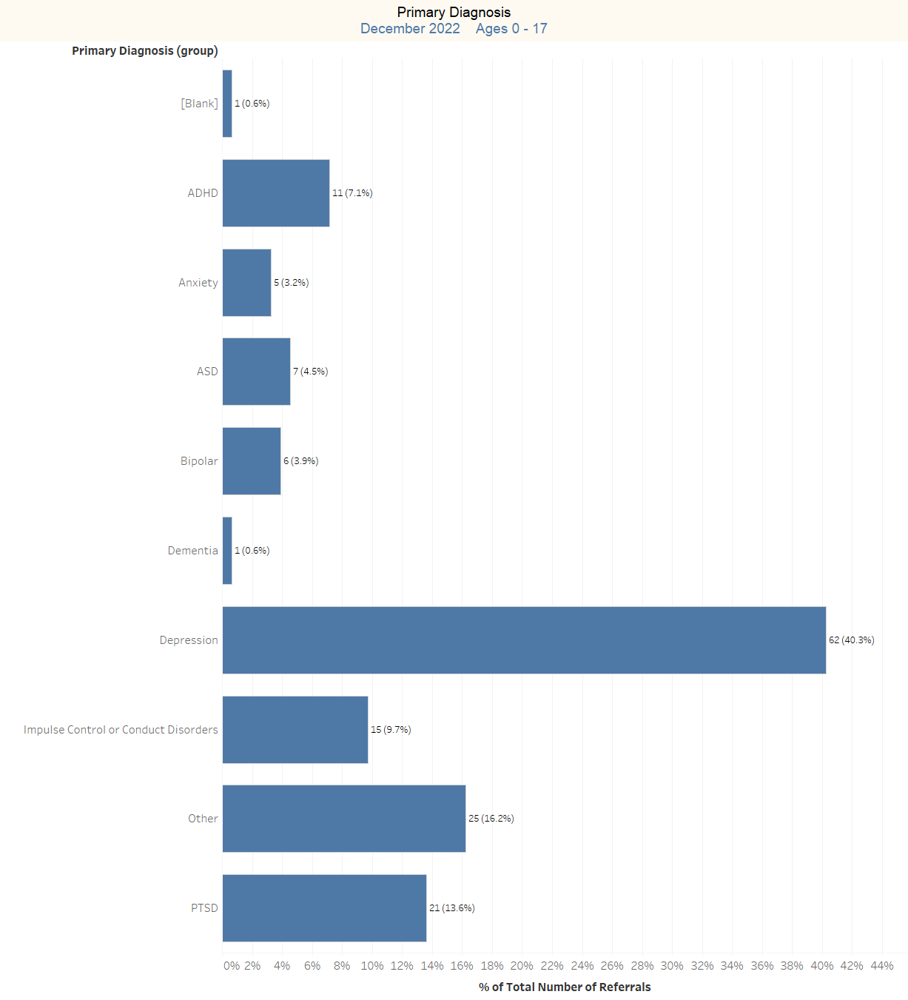 Primary Diagnosis
December 2022 Ages 0 - 17
Primary Diagnosis (group)
[Blank] 1 (0.6%)
ADHD 11 (7.1%)
Anxiety 5 (3.2%)
ASD 7 (4.5%)
Bipolar 6 (3.9%)
Dementia 1 (0.6%)
Depression 62 (40.3%)
Impulse Control or Conduct Disorders 15 (9.7%)
Other 25 (16.2%)
PTSD 21 (13.6%)
0% 2% 4% 6% 8% 10% 12% 14% 16% 18% 20% 22% 24% 26% 28% 30% 32% 34% 36% 38% 40% 42% 44%
% of Total Number of Referrals